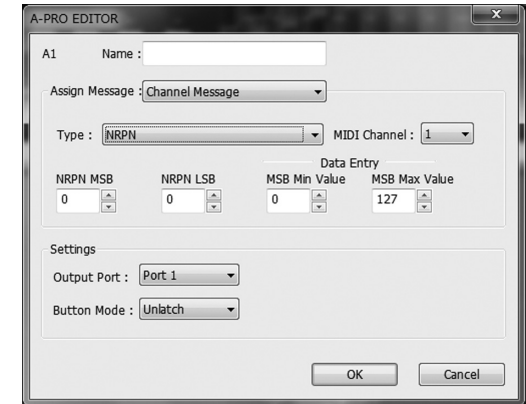 A-PRO EDITOR
x
A1 Name :
Assign Message : Channel Message
Type : NRPN MIDI Channel : 1
Data Entry
NRPN MSB NRPN LSB MSB Min Value MSB Max Value
0 0 0 127
Settings
Output Port : Port 1
Button Mode : Unlatch
OK Cancel